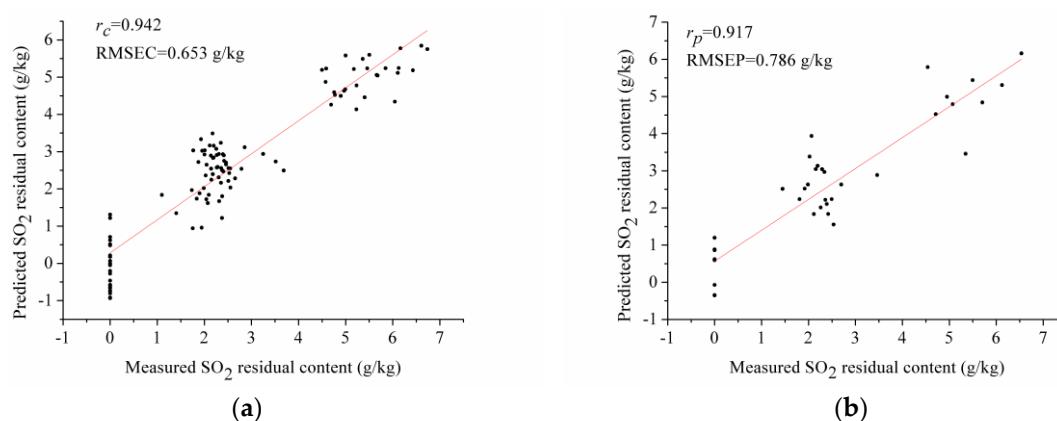 r_c=0.942
RMSEC=0.653 g/kg
Predicted SO2 residual content (g/kg)
7
6
5
4
3
2
1
0
-1
-1 0 1 2 3 4 5 6 7
Measured SO2 residual content (g/kg)
(a)
r_p=0.917
RMSEP=0.786 g/kg
Predicted SO2 residual content (g/kg)
7
6
5
4
3
2
1
0
-1
-1 0 1 2 3 4 5 6 7
Measured SO2 residual content (g/kg)
(b)